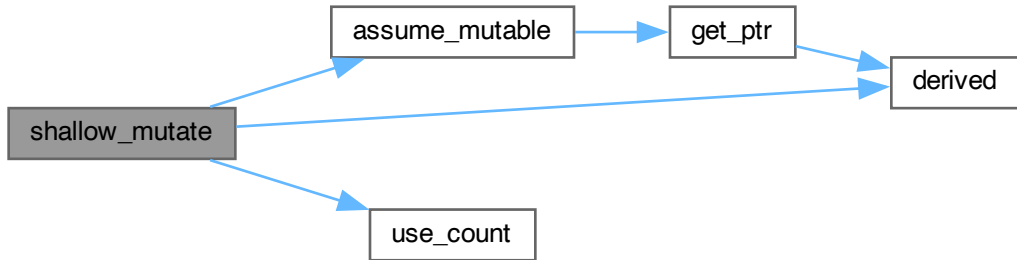 assume_mutable
get_ptr
derived
shallow_mutate
use_count